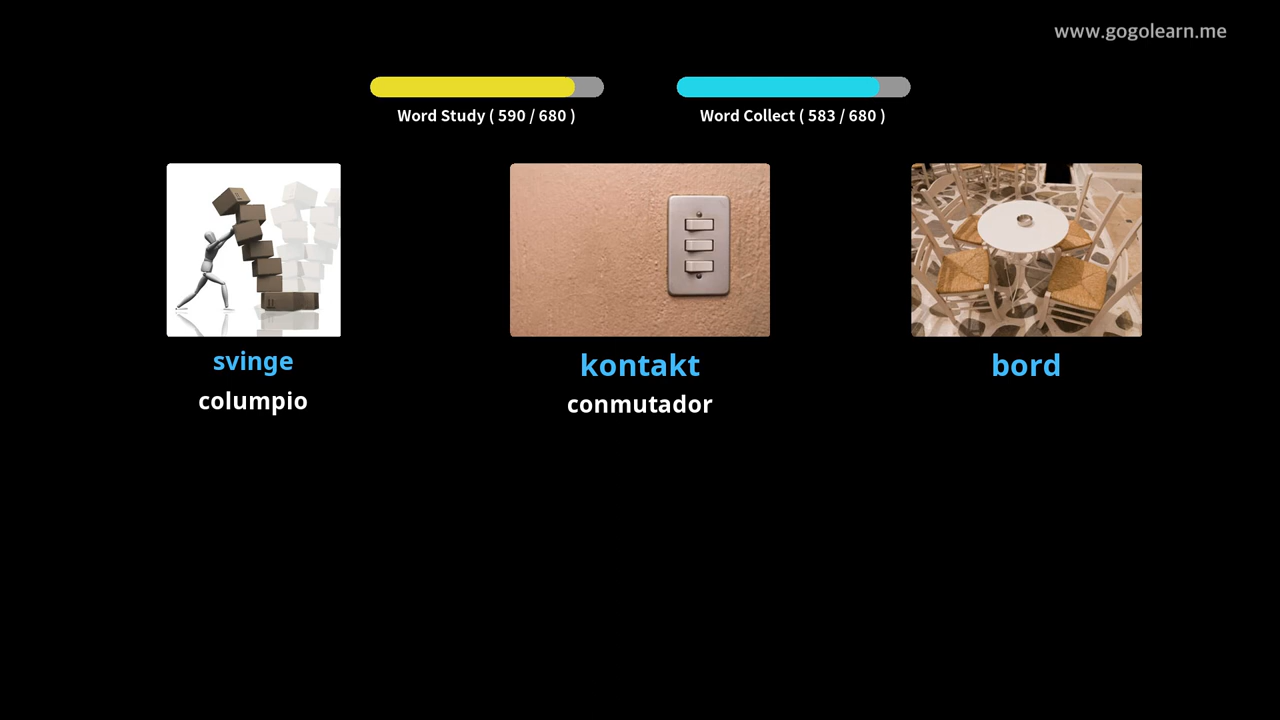 www.gogolearn.me
Word Study ( 590 / 680 )
Word Collect ( 583 / 680 )
svinge
columpio
kontakt
conmutador
bord